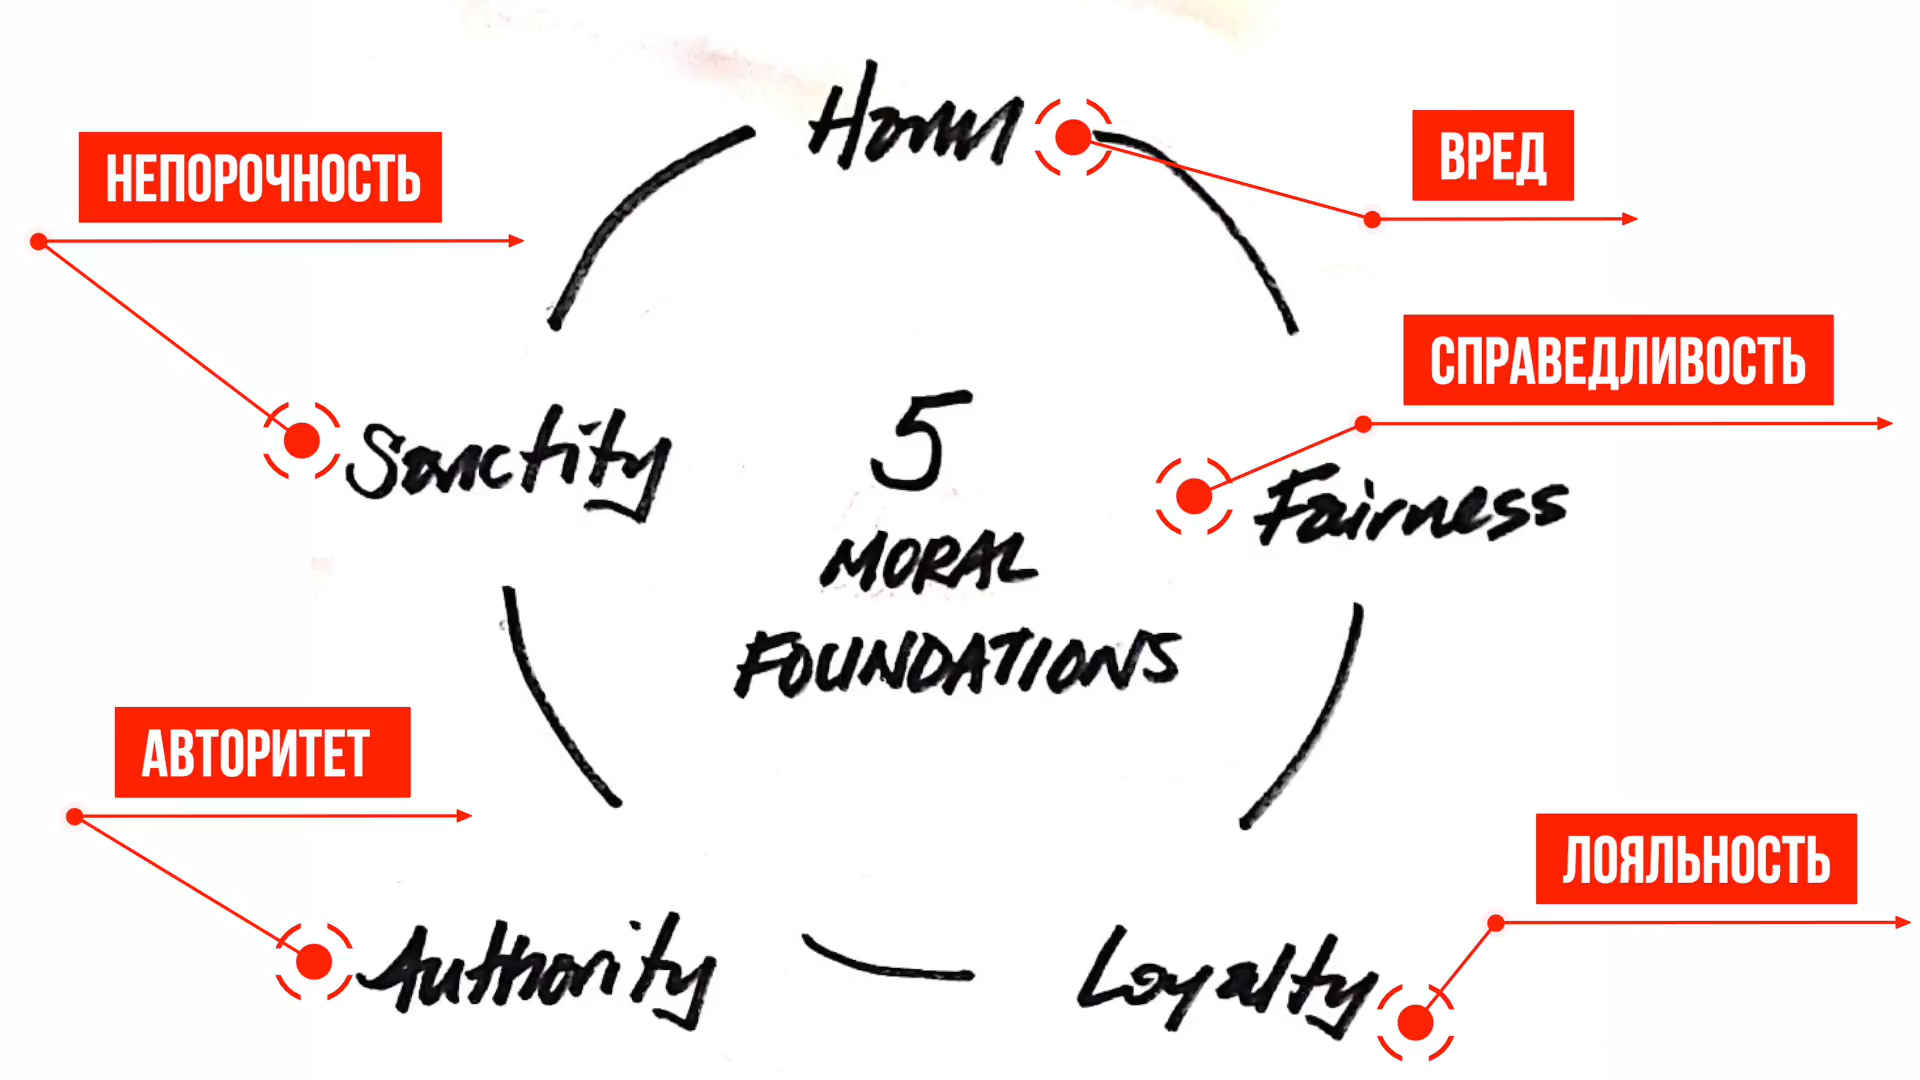 Harm
ВРЕД
НЕПОРОЧНОСТЬ
СПРАВЕДЛИВОСТЬ
Sanctity
5
MORAL
FOUNDATIONS
Fairness
АВТОРИТЕТ
ЛОЯЛЬНОСТЬ
Authority
Loyalty